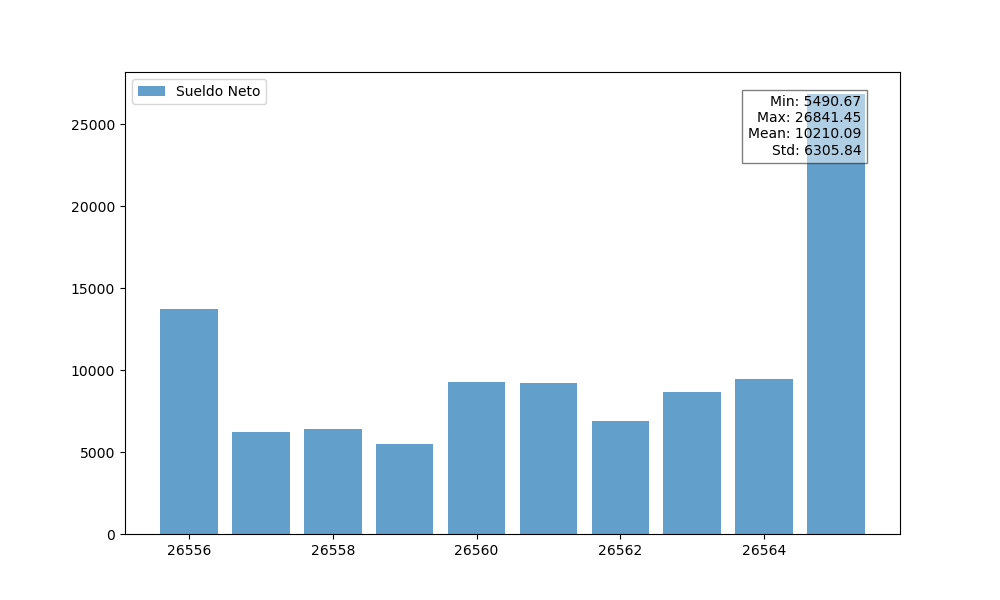 Sueldo Neto
Min: 5490.67
Max: 26841.45
Mean: 10210.09
Std: 6305.84
25000
20000
15000
10000
5000
0
26556
26558
26560
26562
26564